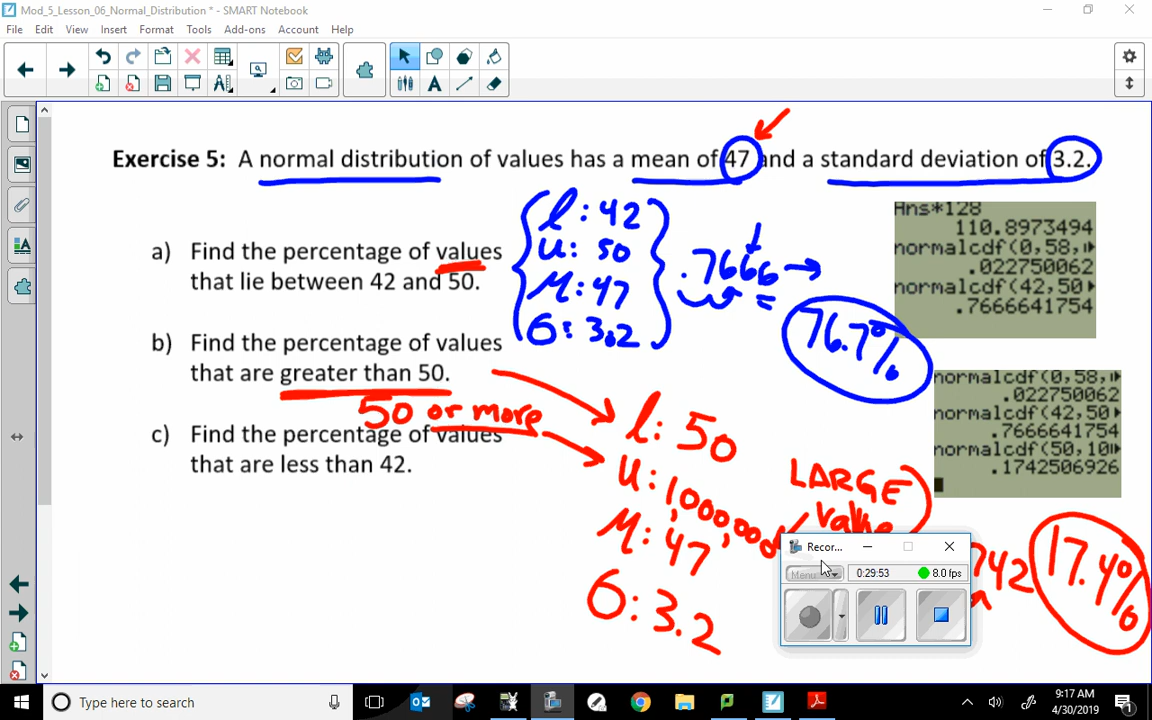 Mod_5_Lesson_06_Normal_Distribution * - SMART Notebook
File Edit View Insert Format Tools Add-ons Account Help
Exercise 5: A normal distribution of values has a mean of 47 and a standard deviation of 3.2.
a) Find the percentage of values
that lie between 42 and 50.
l: 42
U: 50
M: 47
σ: 3.2
.7666
76.7%
Ans*128
110.8973494
normalcdf(0,58,
.022750062
normalcdf(42,50
.7666641754
b) Find the percentage of values
that are greater than 50.
50 or more
c) Find the percentage of values
that are less than 42.
l: 50
U: 1,000,000
M: 47
σ: 3.2
LARGE
value
normalcdf(0,58,
.022750062
normalcdf(42,50
.7666641754
normalcdf(50,10
.1742506926
742
17.4%
Recor...
Menu
0:29:53
8.0 fps
Type here to search
9:17 AM
4/30/2019
1